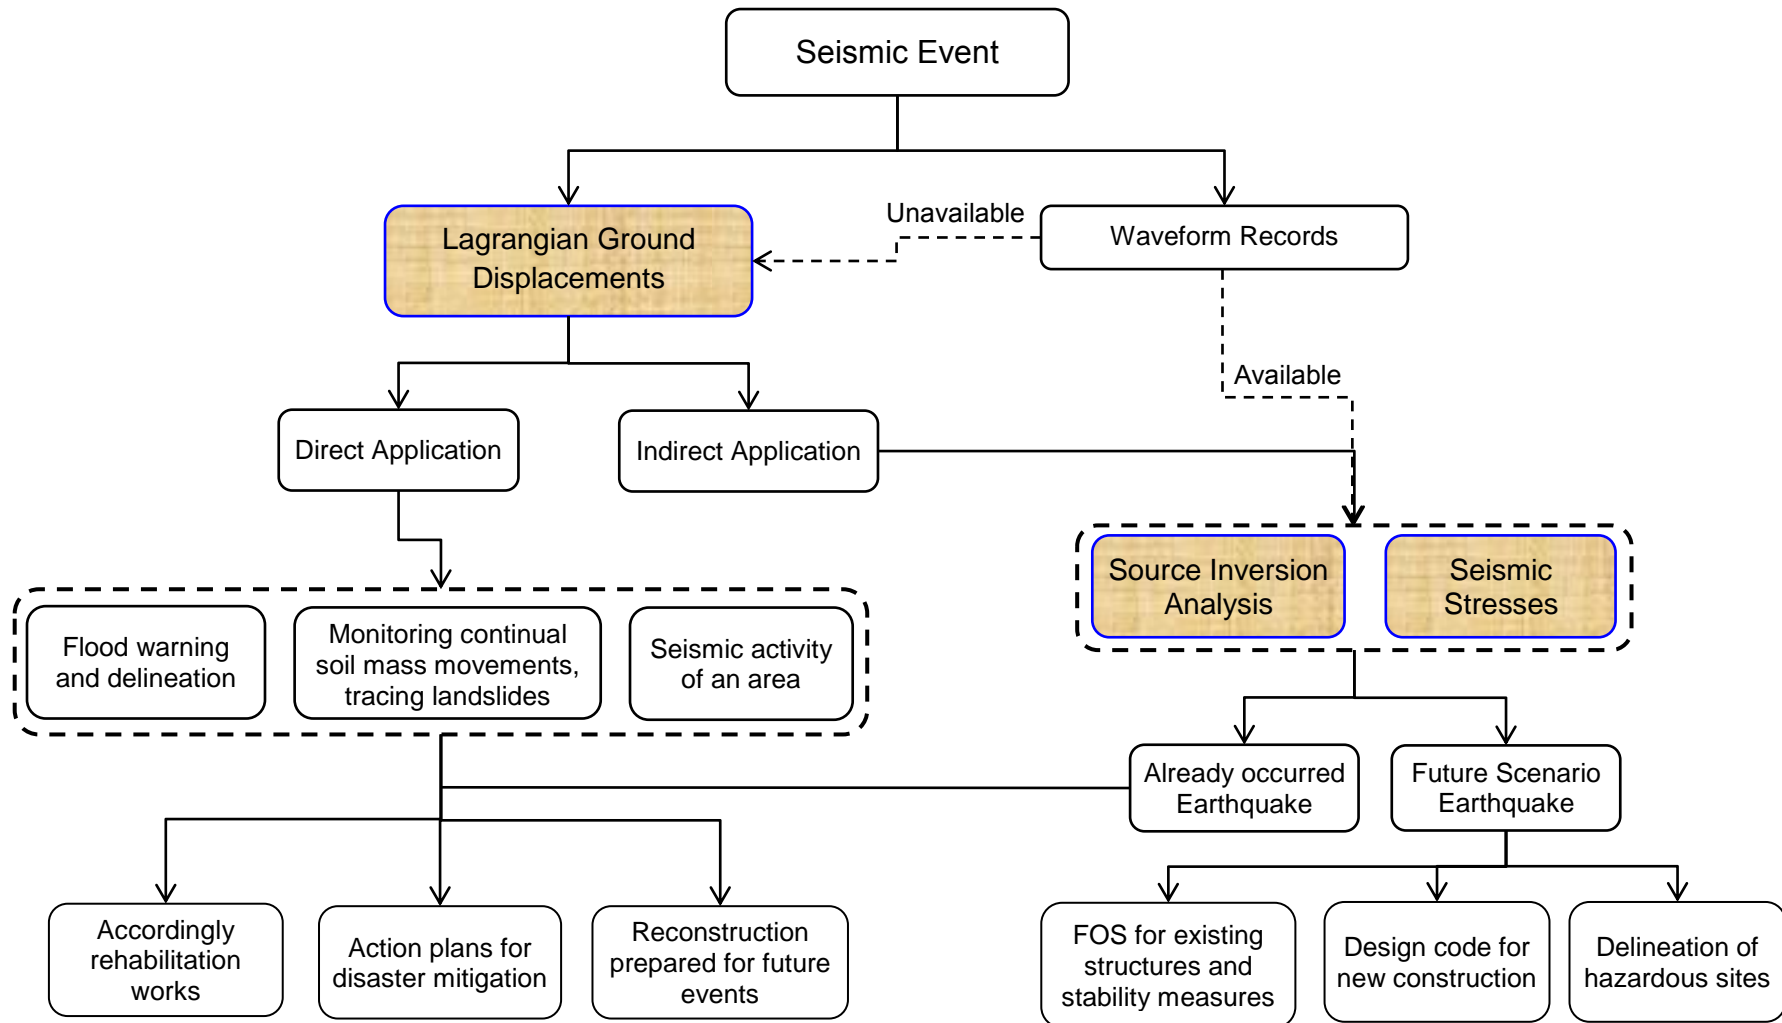 Seismic Event
Unavailable
Lagrangian Ground
Displacements
Waveform Records
Available
Direct Application
Indirect Application
Source Inversion
Analysis
Seismic
Stresses
Flood warning
and delineation
Monitoring continual
soil mass movements,
tracing landslides
Seismic activity
of an area
Already occurred
Earthquake
Future Scenario
Earthquake
Accordingly
rehabilitation
works
Action plans for
disaster mitigation
Reconstruction
prepared for future
events
FOS for existing
structures and
stability measures
Design code for
new construction
Delineation of
hazardous sites